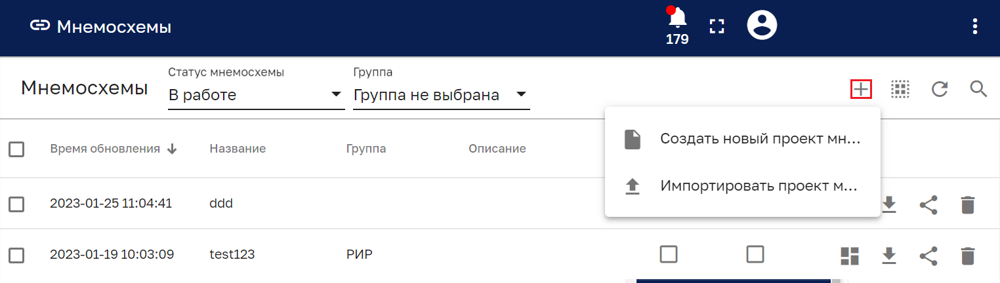 Мнемосхемы
179
Мнемосхемы
Статус мнемосхемы
В работе
Группа
Группа не выбрана
Создать новый проект мн...
Импортировать проект м...
Время обновления Название Группа Описание
2023-01-25 11:04:41 ddd
2023-01-19 10:03:09 test123 РИР